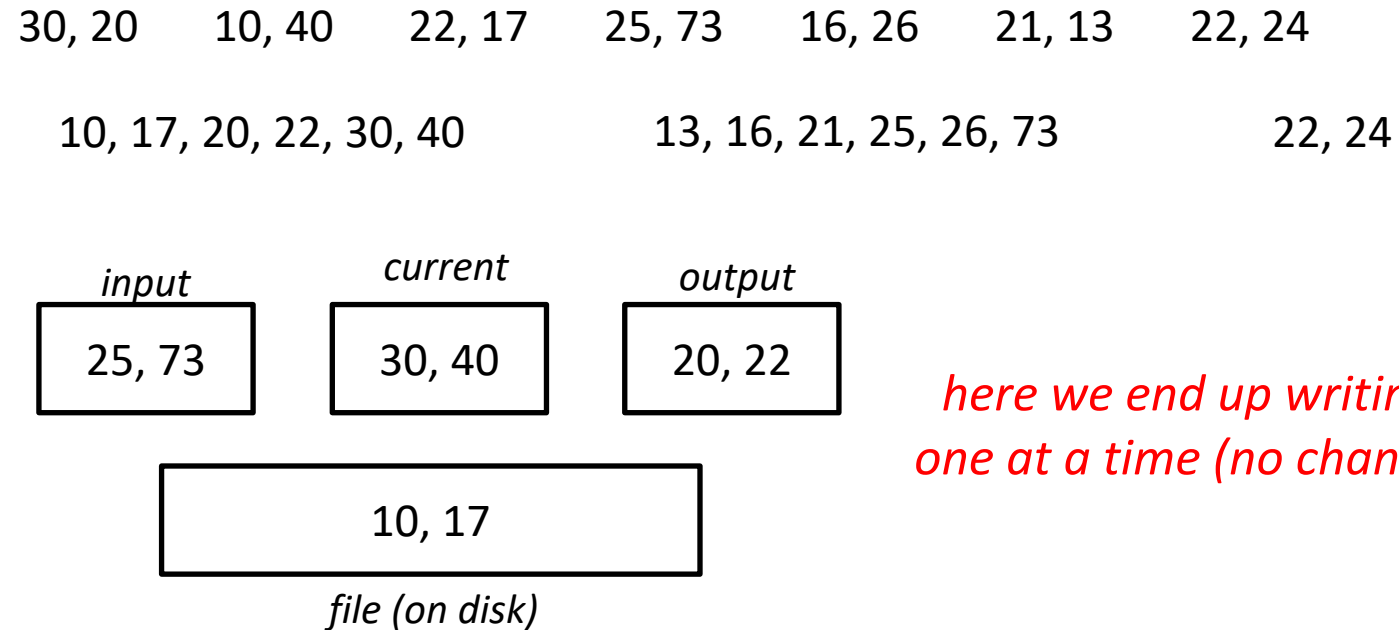 30, 20 10, 40 22, 17 25, 73 16, 26 21, 13 22, 24
10, 17, 20, 22, 30, 40 13, 16, 21, 25, 26, 73 22, 24
input current output
25, 73 30, 40 20, 22
here we end up
one at a time (no
10, 17
file (on disk)